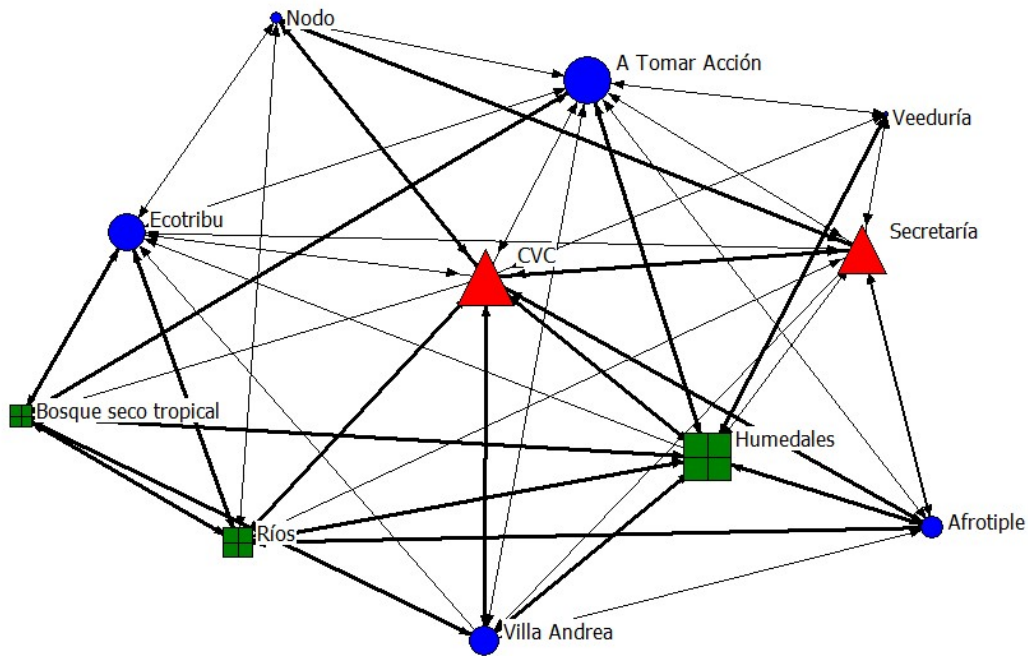 Nodo
A Tomar Acción
Veeduría
Ecotribu
Secretaría
CVC
Bosque seco tropical
Humedales
Ríos
Afrotiple
Villa Andrea